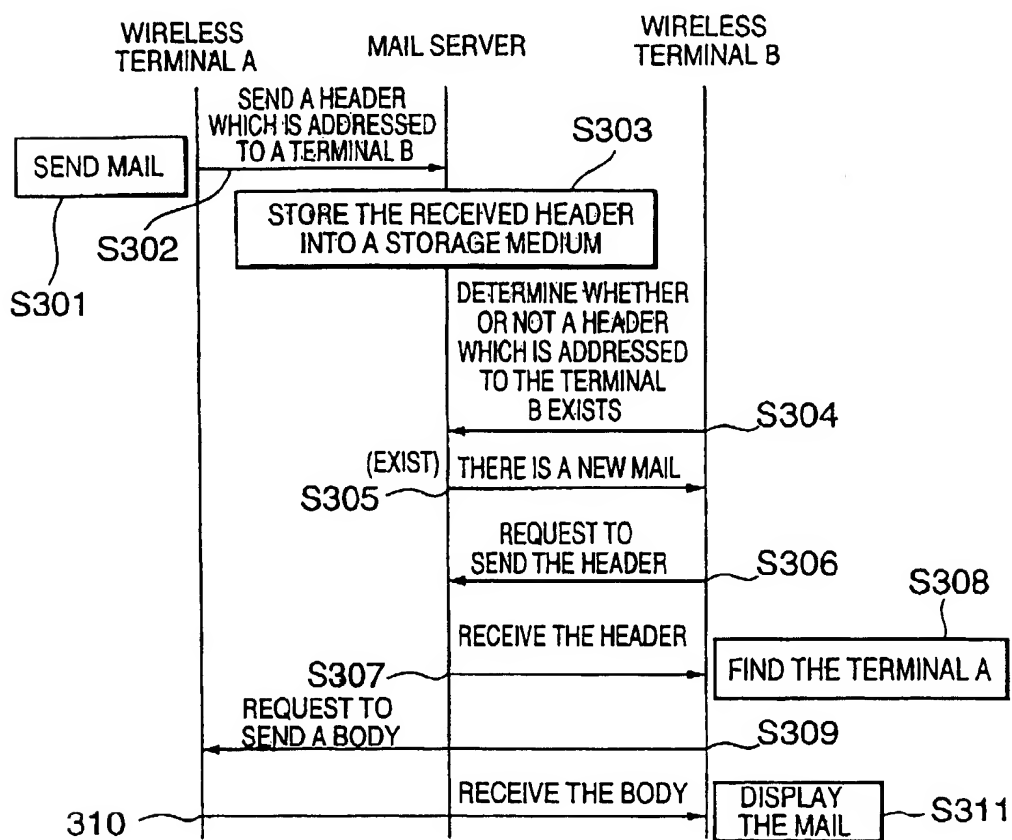 WIRELESS
TERMINAL A
MAIL SERVER
WIRELESS
TERMINAL B
SEND A HEADER
WHICH IS ADDRESSED
TO A TERMINAL B
S303
SEND MAIL
STORE THE RECEIVED HEADER
INTO A STORAGE MEDIUM
S302
S301
DETERMINE WHETHER
OR NOT A HEADER
WHICH IS ADDRESSED
TO THE TERMINAL
B EXISTS
S304
(EXIST)
THERE IS A NEW MAIL
S305
REQUEST TO
SEND THE HEADER
S306
S308
RECEIVE THE HEADER
FIND THE TERMINAL A
S307
REQUEST TO
SEND A BODY
S309
RECEIVE THE BODY
DISPLAY
THE MAIL
310
S311